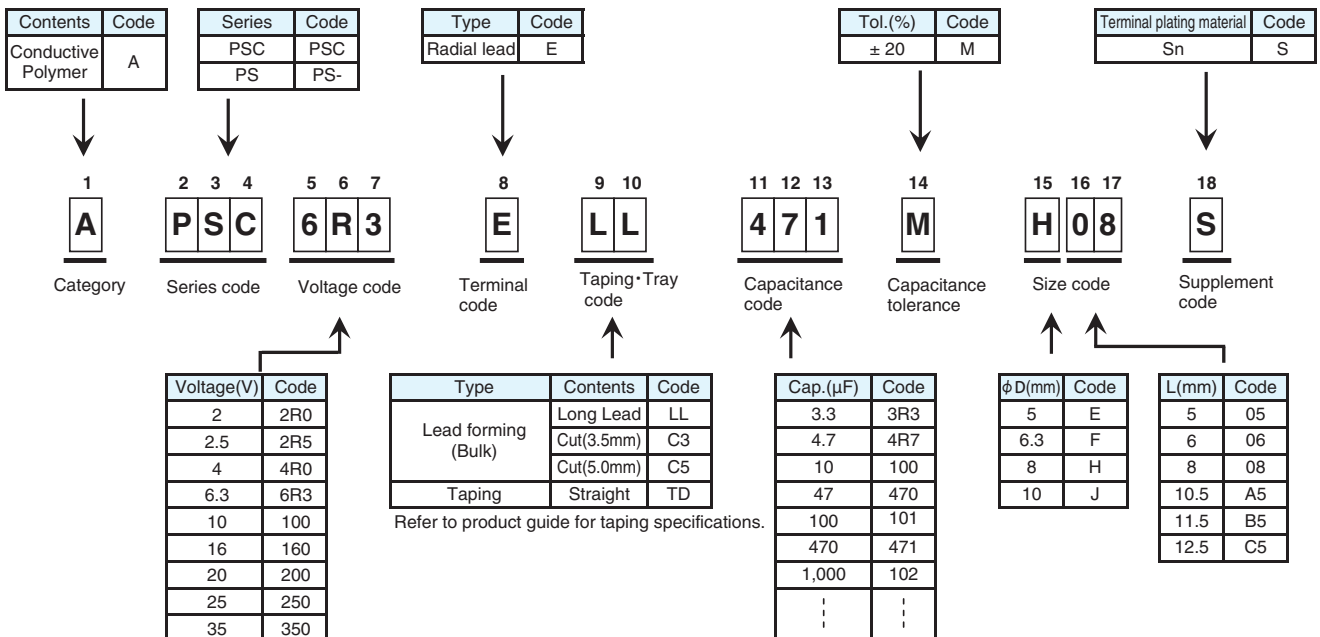 Contents Code
Conductive Polymer A
Series Code
PSC PSC
PS PS-
Type Code
Radial lead E
Tol.(%) Code
± 20 M
Terminal plating material Code
Sn S
1 2 3 4 5 6 7 8 9 10 11 12 13 14 15 16 17 18
A P S C 6 R 3 E L L 4 7 1 M H 0 8 S
Category
Series code
Voltage code
Terminal
code
Taping・Tray
code
Capacitance
code
Capacitance
tolerance
Size code
Supplement
code
Voltage(V) Code
2 2R0
2.5 2R5
4 4R0
6.3 6R3
10 100
16 160
20 200
25 250
35 350
Type Contents Code
Lead forming
(Bulk)
Long Lead LL
Cut(3.5mm) C3
Cut(5.0mm) C5
Taping Straight TD
Refer to product guide for taping specifications.
Cap.(µF) Code
3.3 3R3
4.7 4R7
10 100
47 470
100 101
470 471
1,000 102
ϕD(mm) Code
5 E
6.3 F
8 H
10 J
L(mm) Code
5 05
6 06
8 08
10.5 A5
11.5 B5
12.5 C5